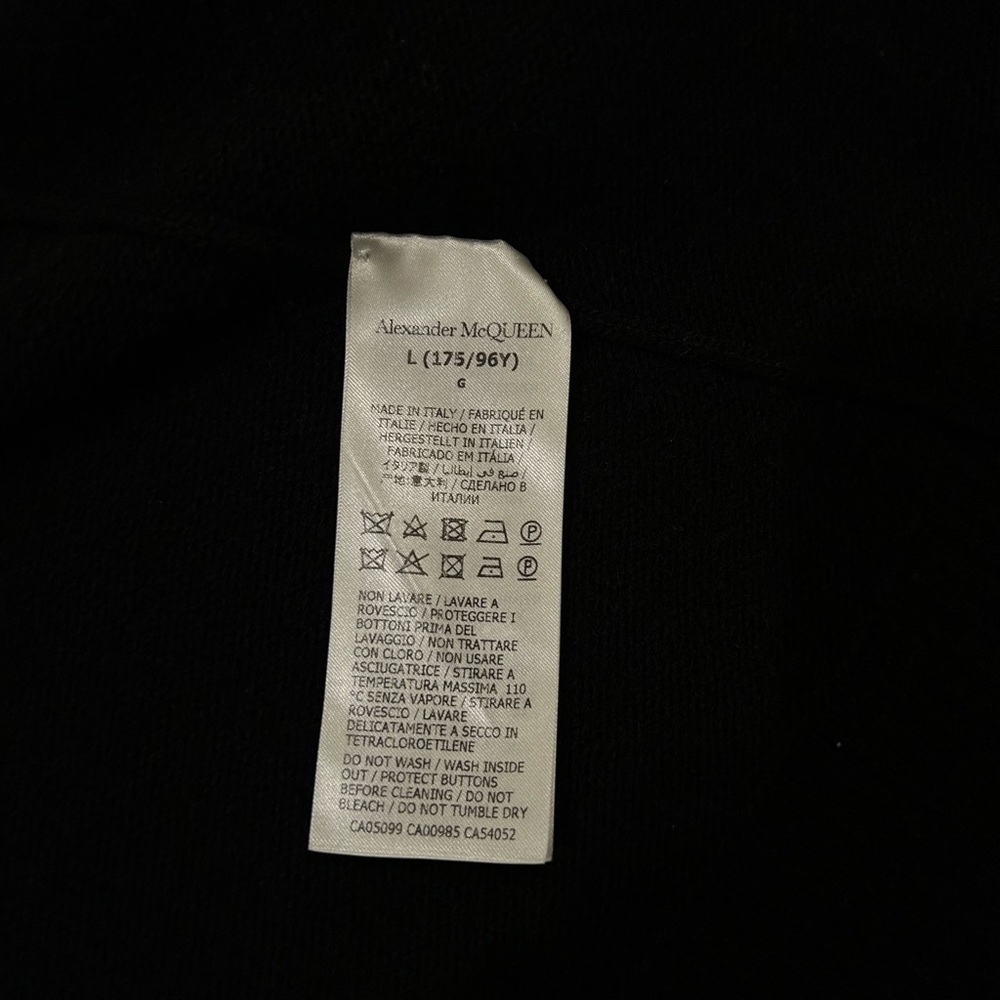 Alexander McQUEEN
L (175/96Y)
G
MADE IN ITALY / FABRIQUÉ EN
ITALIE / HECHO EN ITALIA /
HERGESTELLT IN ITALIEN /
FABRICADO EM ITÁLIA /
イタリア製 / صنع في إيطاليا /
产地:意大利 / СДЕЛАНО В
ИТАЛИИ
P
P
NON LAVARE / LAVARE A
ROVESCIO / PROTEGGERE I
BOTTONI PRIMA DEL
LAVAGGIO / NON TRATTARE
CON CLORO / NON USARE
ASCIUGATRICE / STIRARE A
TEMPERATURA MASSIMA 110
°C SENZA VAPORE / STIRARE A
ROVESCIO / LAVARE
DELICATAMENTE A SECCO IN
TETRACLOROETILENE
DO NOT WASH / WASH INSIDE
OUT / PROTECT BUTTONS
BEFORE CLEANING / DO NOT
BLEACH / DO NOT TUMBLE DRY
CA05099 CA00985 CA54052